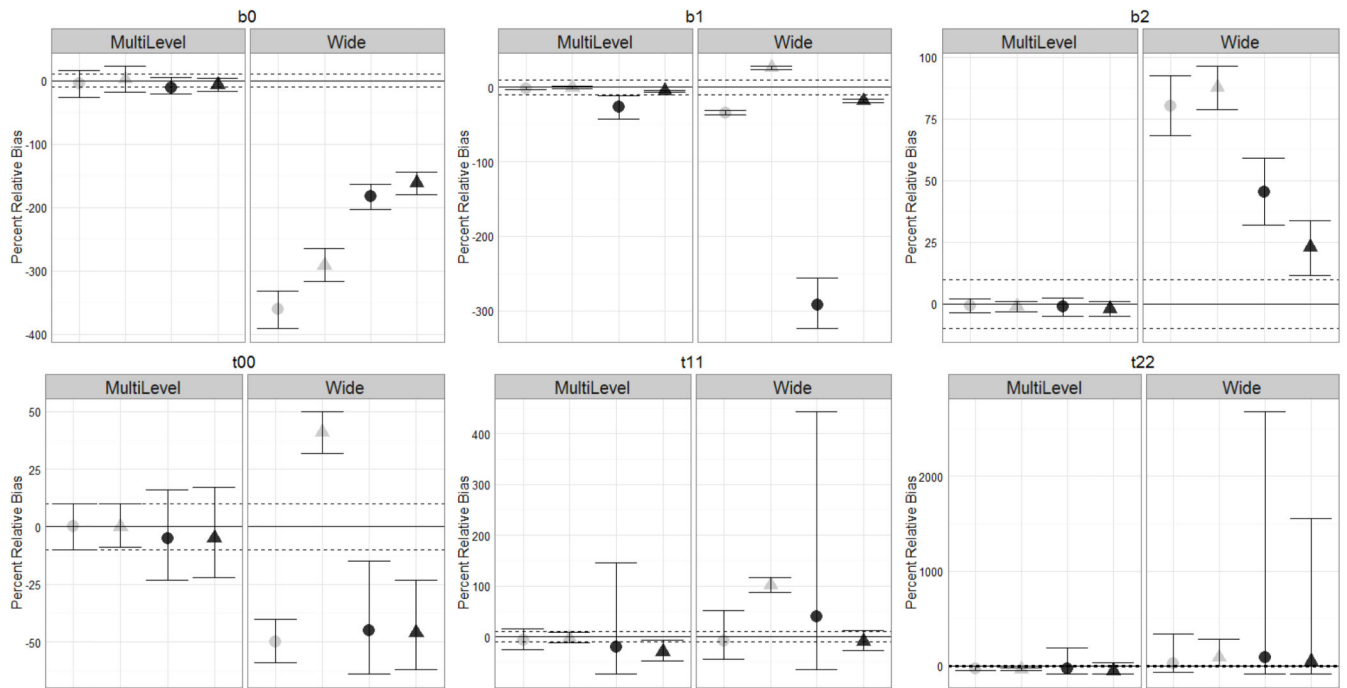 b0
MultiLevel Wide
Percent Relative Bias
0
-100
-200
-300
-400
b1
MultiLevel Wide
Percent Relative Bias
0
-100
-200
-300
b2
MultiLevel Wide
Percent Relative Bias
100
75
50
25
0
t00
MultiLevel Wide
Percent Relative Bias
50
25
0
-25
-50
t11
MultiLevel Wide
Percent Relative Bias
400
300
200
100
0
t22
MultiLevel Wide
Percent Relative Bias
2000
1000
0